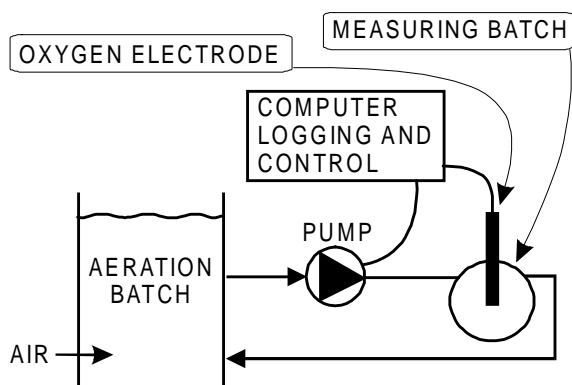 MEASURING BATCH
OXYGEN ELECTRODE
COMPUTER
LOGGING AND
CONTROL
PUMP
AERATION
BATCH
AIR